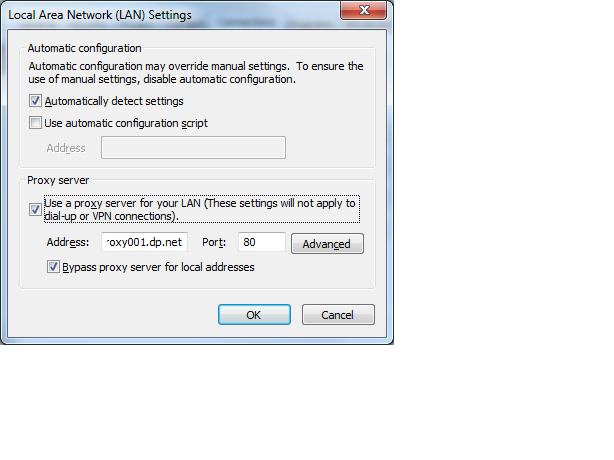 Local Area Network (LAN) Settings
Automatic configuration
Automatic configuration may override manual settings. To ensure the
use of manual settings, disable automatic configuration.
Automatically detect settings
Use automatic configuration script
Address
Proxy server
Use a proxy server for your LAN (These settings will not apply to
dial-up or VPN connections).
Address: roxy001.dp.net Port: 80 Advanced
Bypass proxy server for local addresses
OK Cancel